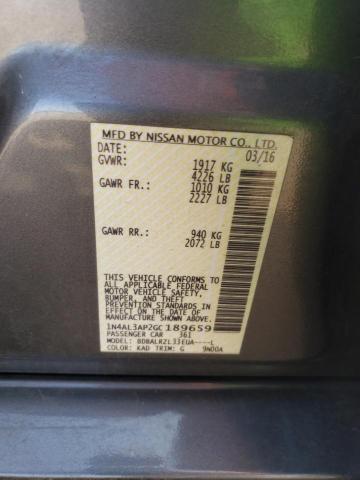 MFD BY NISSAN MOTOR CO., LTD.
DATE: 03/16
GVWR: 1917 KG
4226 LB
GAWR FR: 1010 KG
2227 LB
GAWR RR: 940 KG
2072 LB
THIS VEHICLE CONFORMS TO
ALL APPLICABLE FEDERAL
MOTOR VEHICLE SAFETY,
BUMPER, AND THEFT
PREVENTION STANDARDS IN
EFFECT ON THE DATE OF
MANUFACTURE SHOWN ABOVE.
1N4AL3AP2GC189659
PASSENGER CAR 361
MODEL: BDBALRZL33EUA----L
COLOR: KAD TRIM: G 9N00A